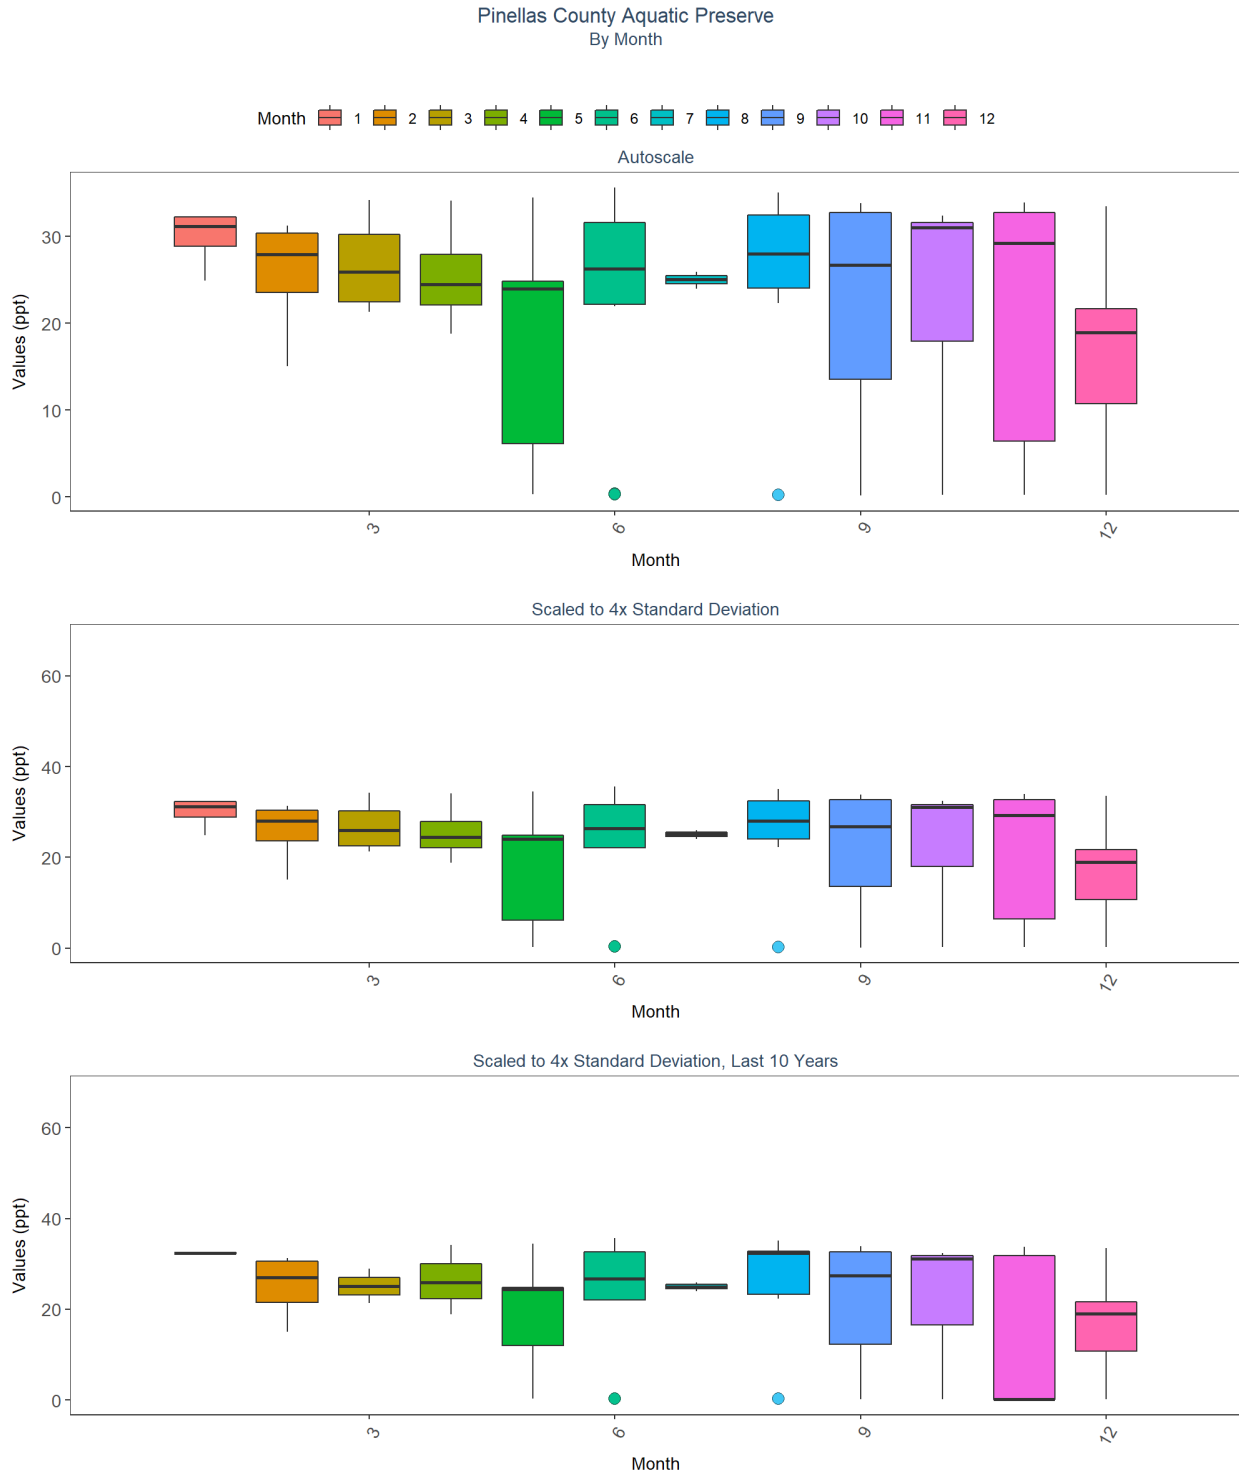 Pinellas County Aquatic Preserve
By Month
Month 1 2 3 4 5 6 7 8 9 10 11 12
Autoscale
Values (ppt)
30
20
10
0
3 6 9 12
Month
Scaled to 4x Standard Deviation
Values (ppt)
60
40
20
0
3 6 9 12
Month
Scaled to 4x Standard Deviation, Last 10 Years
Values (ppt)
60
40
20
0
3 6 9 12
Month